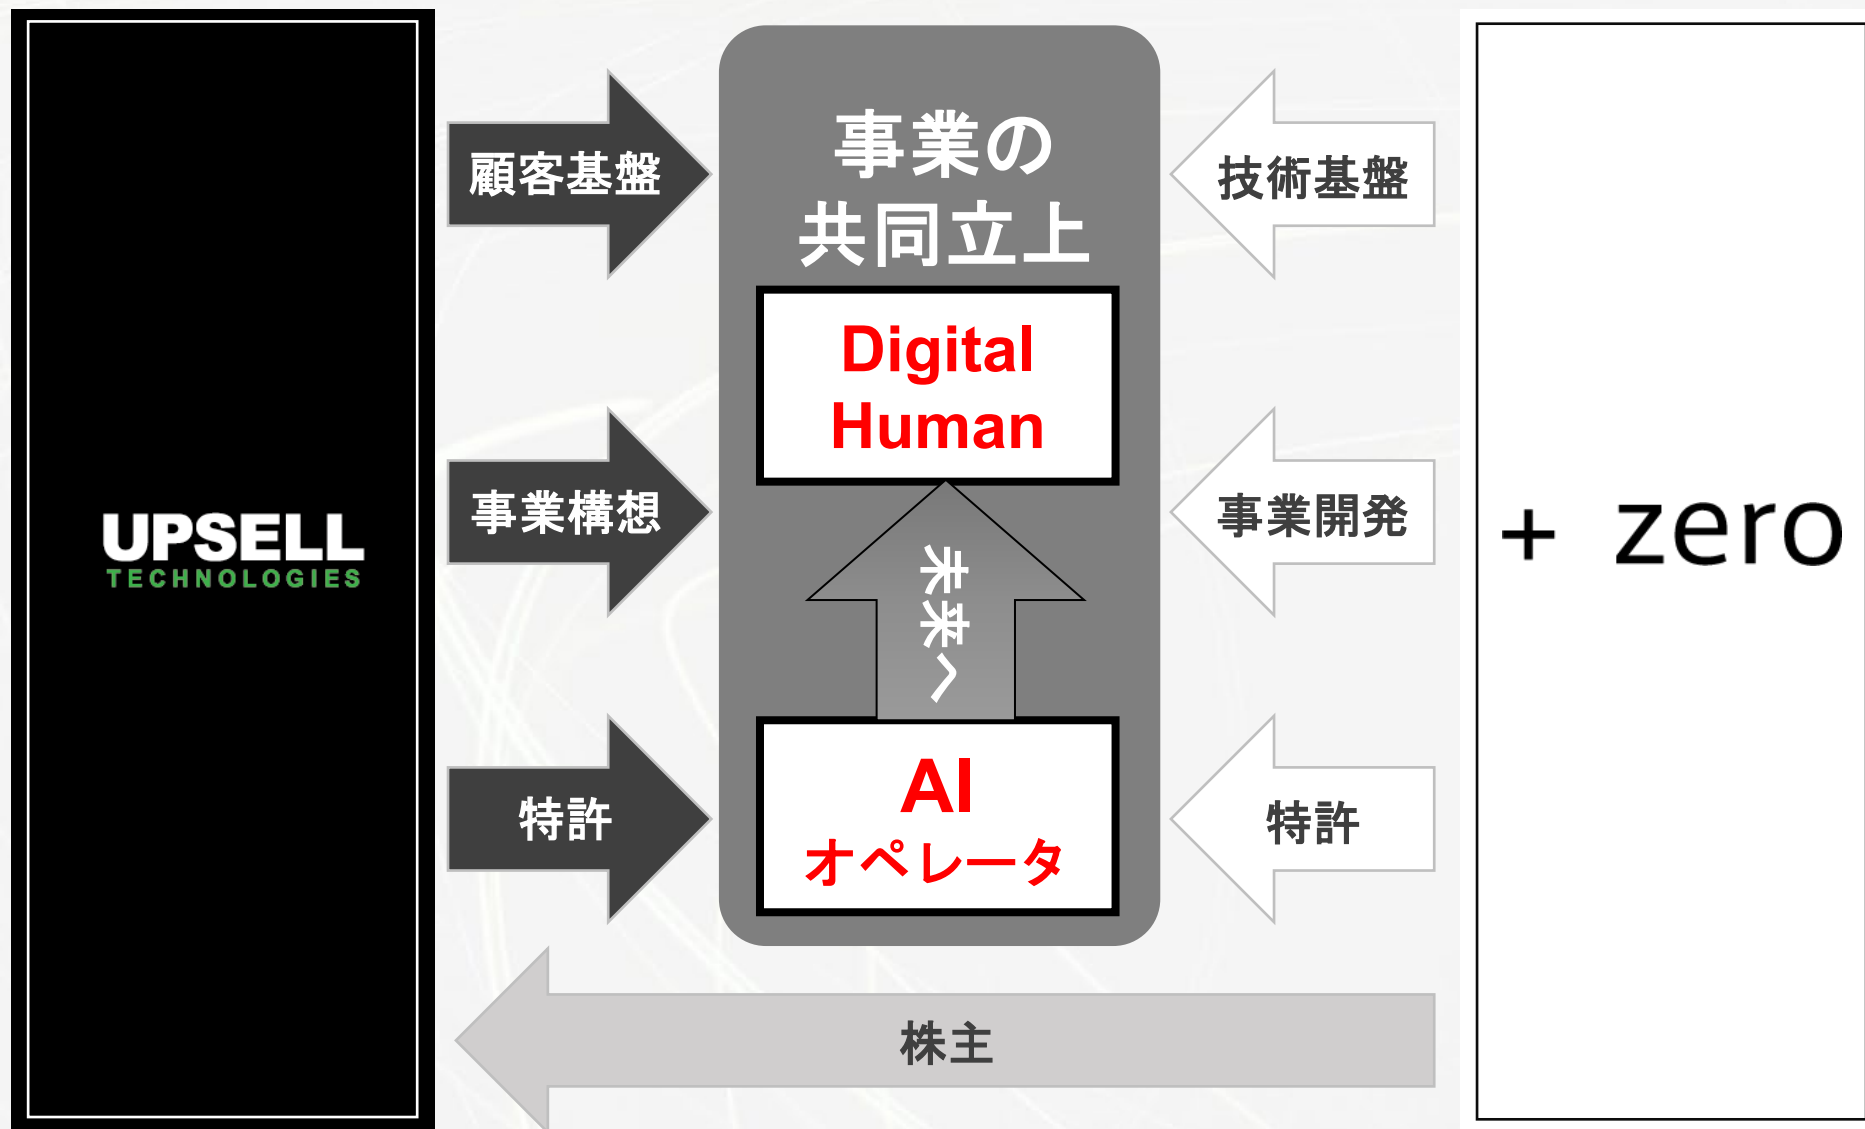 UPSELL
TECHNOLOGIES
顧客基盤
事業構想
特許
事業の
共同立上
Digital
Human
未来へ
AI
オペレータ
技術基盤
事業開発
特許
+ zero
株主